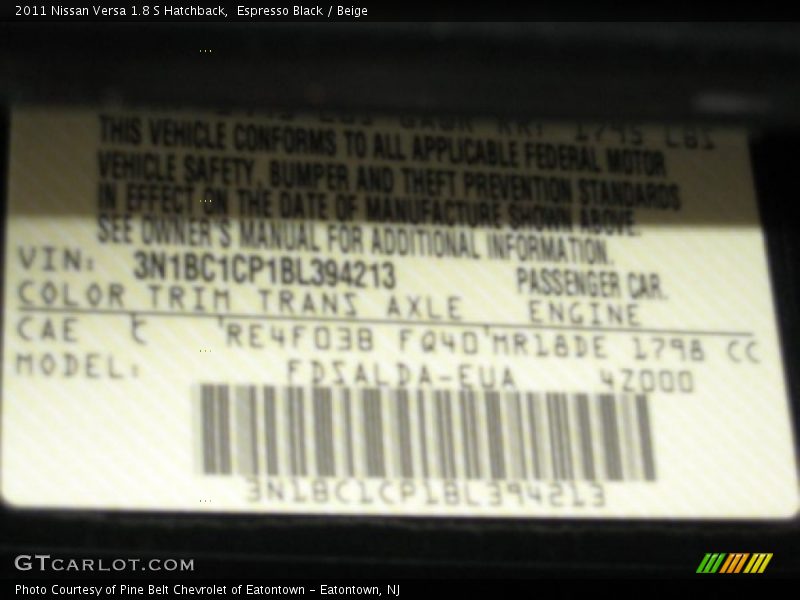 2011 Nissan Versa 1.8 S Hatchback,  Espresso Black / Beige
1795 LBS
THIS VEHICLE CONFORMS TO ALL APPLICABLE FEDERAL MOTOR
VEHICLE SAFETY, BUMPER AND THEFT PREVENTION STANDARDS
IN EFFECT ON THE DATE OF MANUFACTURE SHOWN ABOVE.
SEE OWNER'S MANUAL FOR ADDITIONAL INFORMATION.
VIN: 3N1BC1CP1BL394213 PASSENGER CAR.
COLOR TRIM TRANS AXLE ENGINE
CAE C RE4F03B FQ40 MR18DE 1798 CC
MODEL: FDSALDA-EUA 4Z000
3N1BC1CP1BL394213
GTCARLOT.COM
Photo Courtesy of Pine Belt Chevrolet of Eatontown - Eatontown, NJ